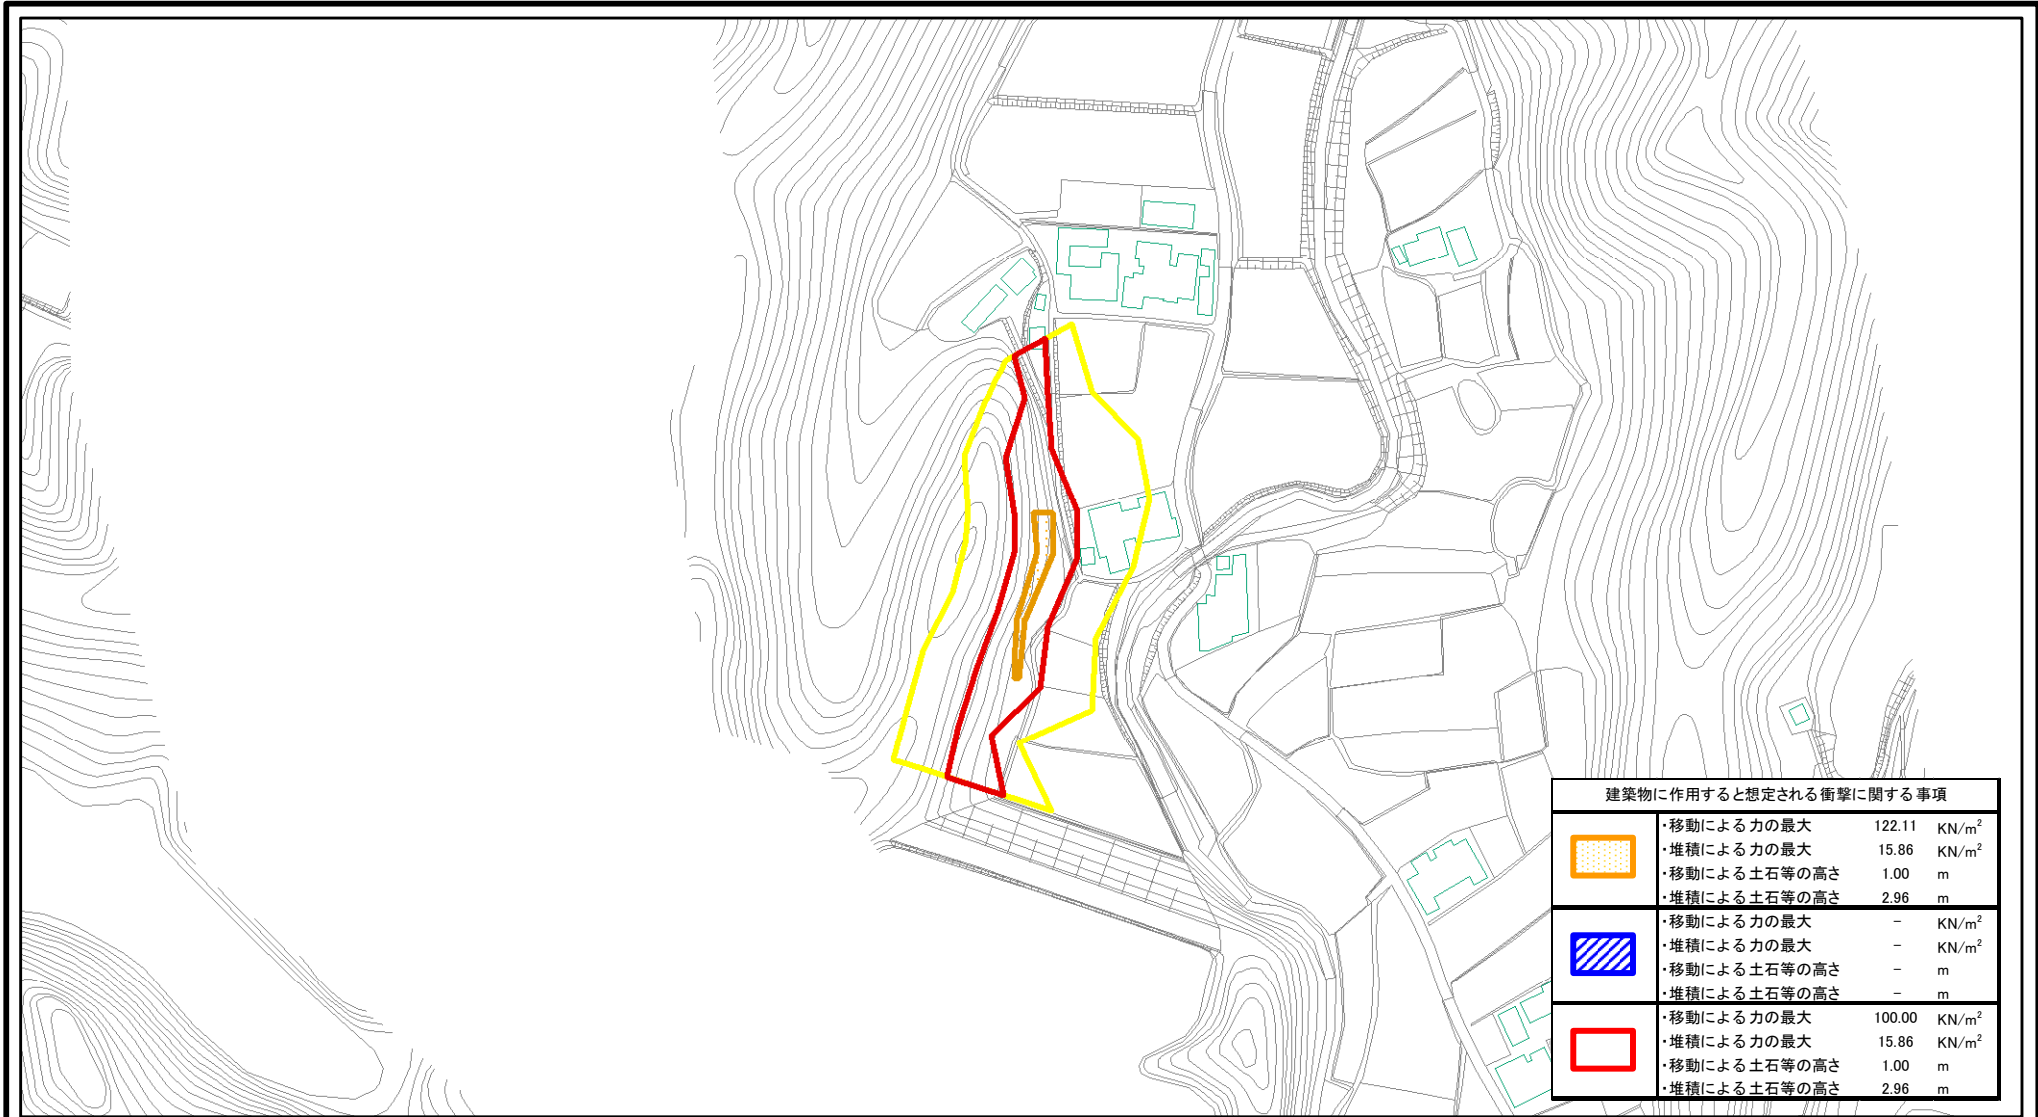 建築物に作用すると想定される衝撃に関する事項
・移動による力の最大 122.11 KN/m²
・堆積による力の最大 15.86 KN/m²
・移動による土石等の高さ 1.00 m
・堆積による土石等の高さ 2.96 m
・移動による力の最大 - KN/m²
・堆積による力の最大 - KN/m²
・移動による土石等の高さ - m
・堆積による土石等の高さ - m
・移動による力の最大 100.00 KN/m²
・堆積による力の最大 15.86 KN/m²
・移動による土石等の高さ 1.00 m
・堆積による土石等の高さ 2.96 m